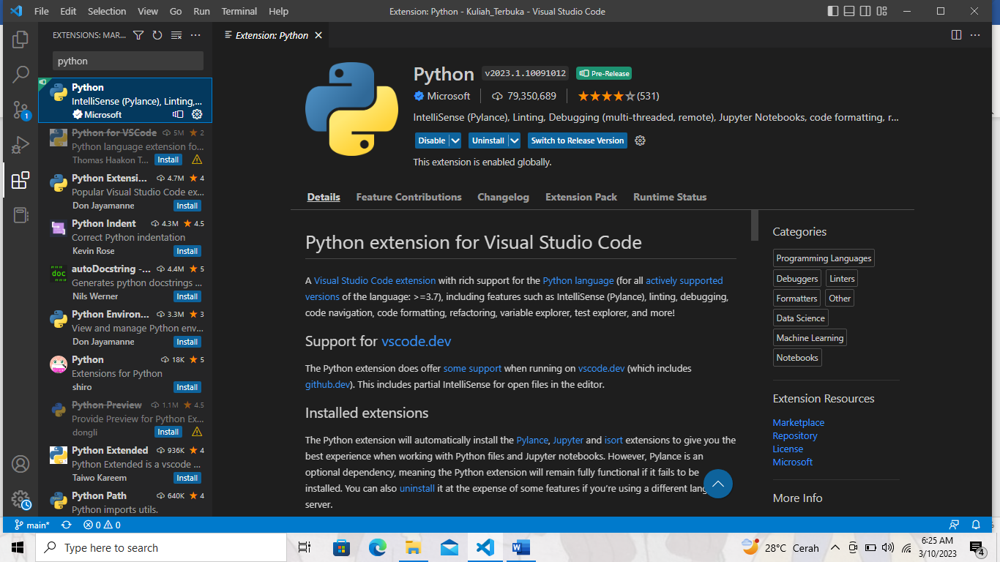 File Edit Selection View Go Run Terminal Help
Extension: Python - Kuliah_Terbuka - Visual Studio Code
EXTENSIONS: MAR...
python
1
Python
IntelliSense (Pylance), Linting,...
Microsoft
Python for VSCode 5M 2
Python language extension fo...
Thomas Haakon T... Install
Python Extensi... 4.7M 4
Popular Visual Studio Code ex...
Don Jayamanne Install
Python Indent 4.3M 4.5
Correct Python indentation
Kevin Rose Install
"""
doc
"""
autoDocstring -... 4.4M 5
Generates python docstrings ...
Nils Werner Install
Python Environ... 3.3M 3
View and manage Python env...
Don Jayamanne Install
Python 18K 5
Extensions for Python
shiro Install
Python Preview 1.1M 4.5
Provide Preview for Python Ex...
dongli Install
Python Extended 936K 4
Python Extended is a vscode ...
Taiwo Kareem Install
Python Path 640K 4
Python imports utils.
Extension: Python
Python v2023.1.10091012 Pre-Release
Microsoft 79,350,689 (531)
IntelliSense (Pylance), Linting, Debugging (multi-threaded, remote), Jupyter Notebooks, code formatting, r...
Disable Uninstall Switch to Release Version
This extension is enabled globally.
Details Feature Contributions Changelog Extension Pack Runtime Status
Python extension for Visual Studio Code
A Visual Studio Code extension with rich support for the Python language (for all actively supported
versions of the language: >=3.7), including features such as IntelliSense (Pylance), linting, debugging,
code navigation, code formatting, refactoring, variable explorer, test explorer, and more!
Support for vscode.dev
The Python extension does offer some support when running on vscode.dev (which includes
github.dev). This includes partial IntelliSense for open files in the editor.
Installed extensions
The Python extension will automatically install the Pylance, Jupyter and isort extensions to give you the
best experience when working with Python files and Jupyter notebooks. However, Pylance is an
optional dependency, meaning the Python extension will remain fully functional if it fails to be
installed. You can also uninstall it at the expense of some features if you're using a different lang
server.
Categories
Programming Languages
Debuggers Linters
Formatters Other
Data Science
Machine Learning
Notebooks
Extension Resources
Marketplace
Repository
License
Microsoft
More Info
main* 0 0
Type here to search
28°C Cerah
6:25 AM
3/10/2023
4